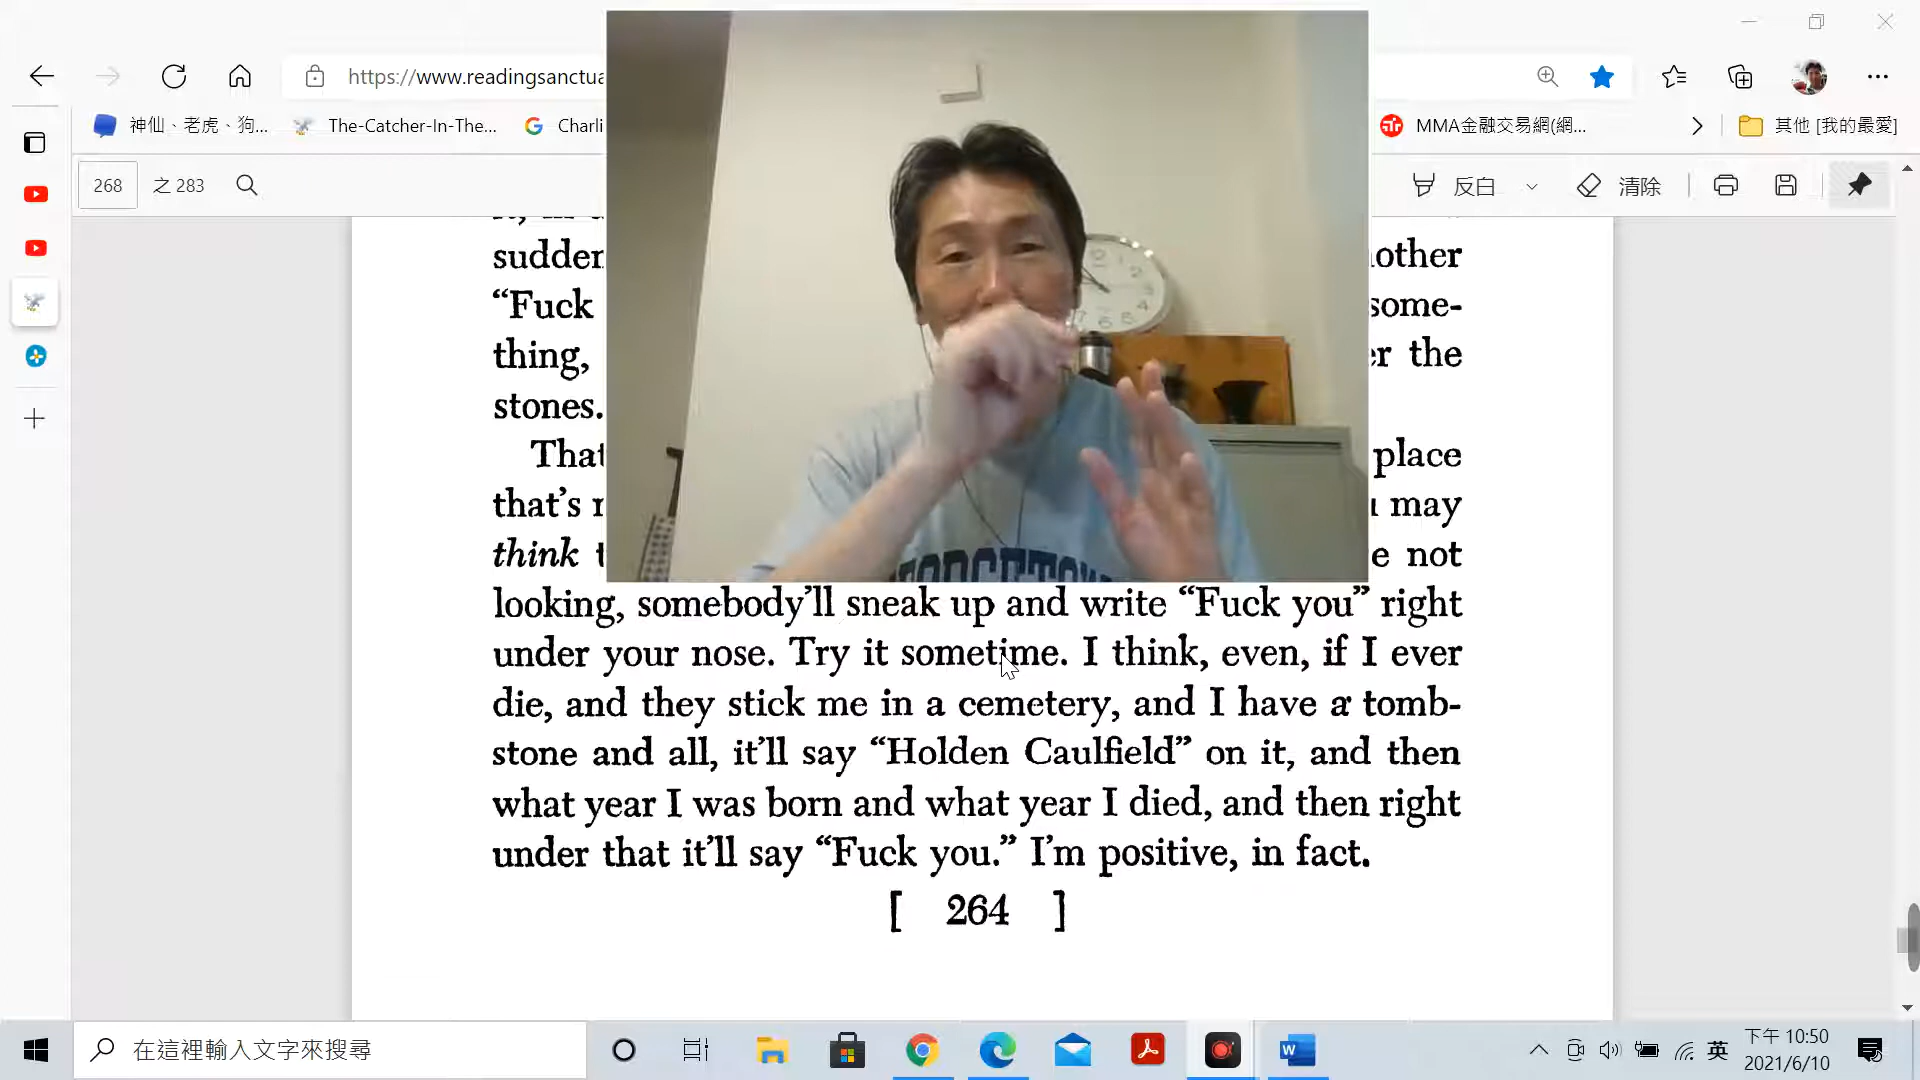 https://www.readingsanctua
神仙、老虎、狗...
The-Catcher-In-The...
Charli
MMA金融交易網(網...
其他 [我的最愛]
268 之 283
反白
清除
sudden other
“Fuck some-
thing, the
stones.
That place
that's may
think not
looking, somebody'll sneak up and write “Fuck you” right
under your nose. Try it sometime. I think, even, if I ever
die, and they stick me in a cemetery, and I have a tomb-
stone and all, it'll say “Holden Caulfield” on it, and then
what year I was born and what year I died, and then right
under that it'll say “Fuck you.” I'm positive, in fact.
[ 264 ]
在這裡輸入文字來搜尋
英
下午 10:50
2021/6/10